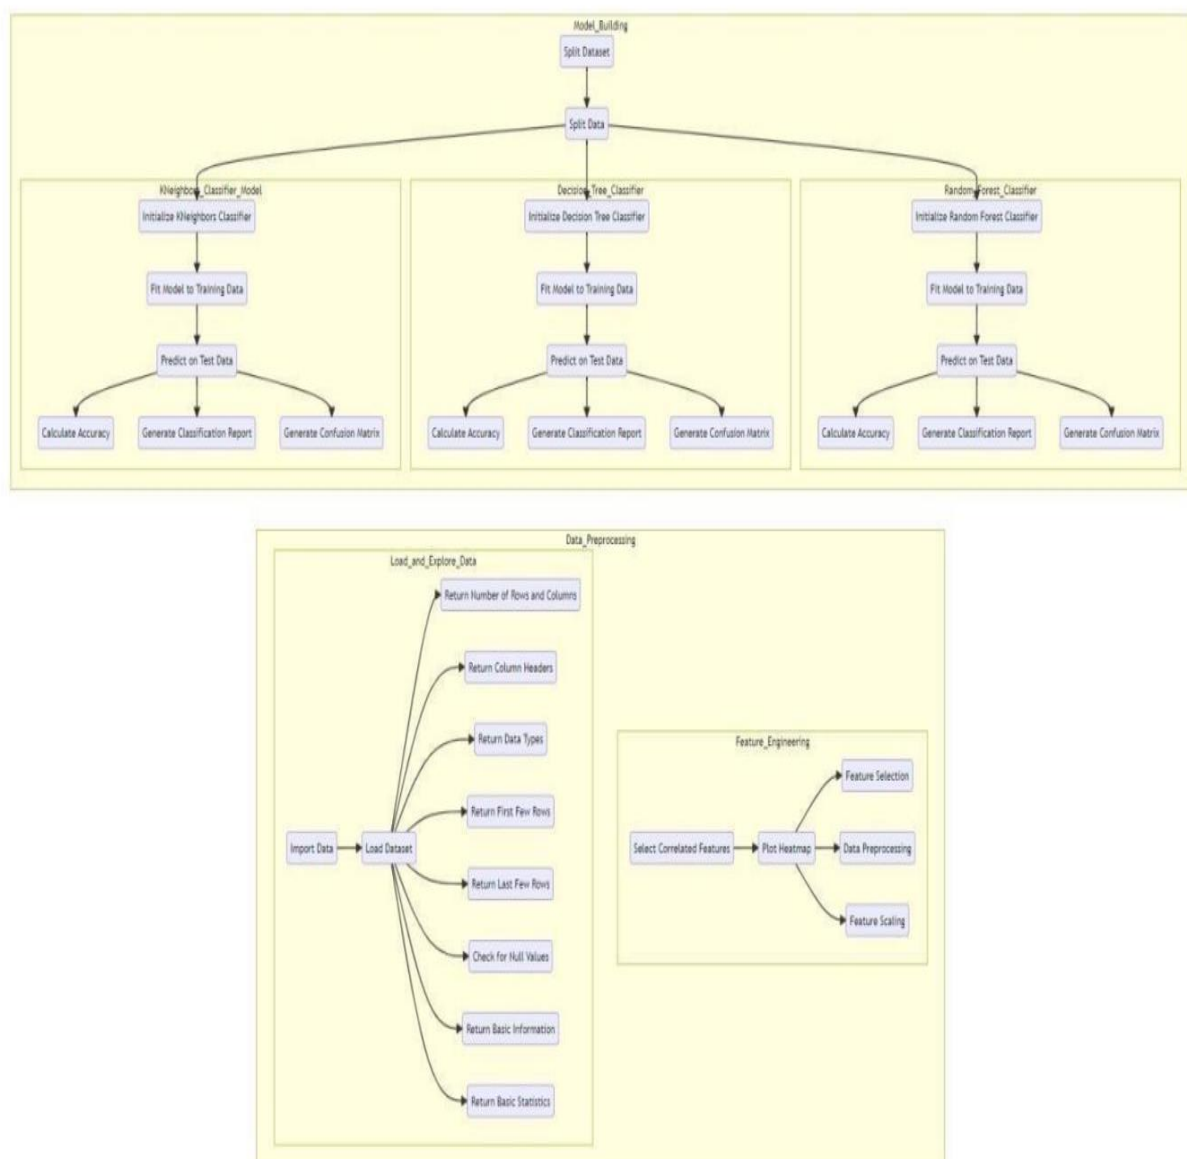 Model_Building
Split Dataset
Split Data
KNeighbors_Classifier_Model
Decision_Tree_Classifier
Random_Forest_Classifier
Initialize KNeighbors Classifier
Initialize Decision Tree Classifier
Initialize Random Forest Classifier
Fit Model to Training Data
Fit Model to Training Data
Fit Model to Training Data
Predict on Test Data
Predict on Test Data
Predict on Test Data
Calculate Accuracy
Generate Classification Report
Generate Confusion Matrix
Calculate Accuracy
Generate Classification Report
Generate Confusion Matrix
Calculate Accuracy
Generate Classification Report
Generate Confusion Matrix
Data_Preprocessing
Load_and_Explore_Data
Import Data
Load Dataset
Return Number of Rows and Columns
Return Column Headers
Return Data Types
Return First Few Rows
Return Last Few Rows
Check for Null Values
Return Basic Information
Return Basic Statistics
Feature_Engineering
Select Correlated Features
Plot Heatmap
Feature Selection
Data Preprocessing
Feature Scaling